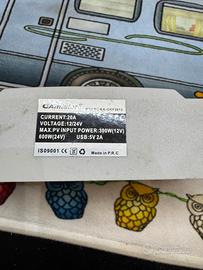 CURRENT:20A
VOLTAGE:12/24V
MAX.PV INPUT POWER:300W(12V)
600W(24V) USB:5V 2A
ISO9001 CE
Made in P.R.C